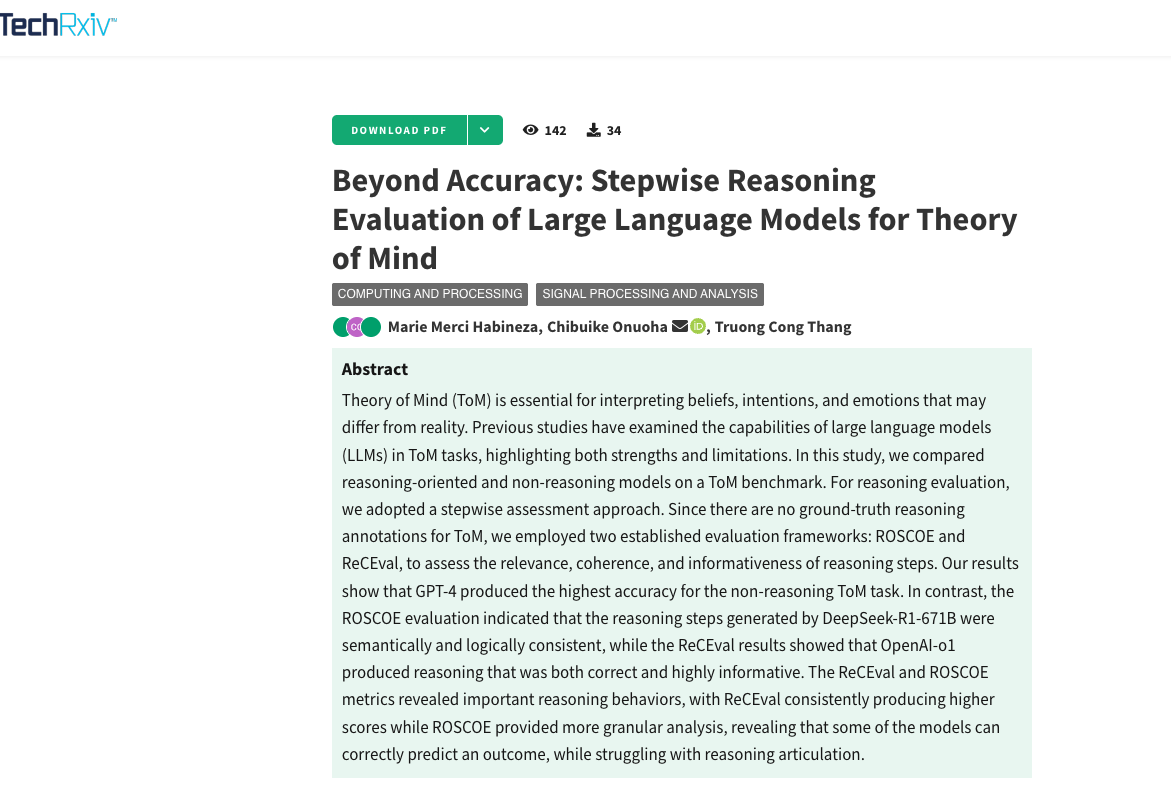 TechRxiv™
DOWNLOAD PDF 142 34
Beyond Accuracy: Stepwise Reasoning
Evaluation of Large Language Models for Theory
of Mind
COMPUTING AND PROCESSING SIGNAL PROCESSING AND ANALYSIS
CO Marie Merci Habineza, Chibuike Onuoha iD, Truong Cong Thang
Abstract
Theory of Mind (ToM) is essential for interpreting beliefs, intentions, and emotions that may
differ from reality. Previous studies have examined the capabilities of large language models
(LLMs) in ToM tasks, highlighting both strengths and limitations. In this study, we compared
reasoning-oriented and non-reasoning models on a ToM benchmark. For reasoning evaluation,
we adopted a stepwise assessment approach. Since there are no ground-truth reasoning
annotations for ToM, we employed two established evaluation frameworks: ROSCOE and
ReCEval, to assess the relevance, coherence, and informativeness of reasoning steps. Our results
show that GPT-4 produced the highest accuracy for the non-reasoning ToM task. In contrast, the
ROSCOE evaluation indicated that the reasoning steps generated by DeepSeek-R1-671B were
semantically and logically consistent, while the ReCEval results showed that OpenAI-o1
produced reasoning that was both correct and highly informative. The ReCEval and ROSCOE
metrics revealed important reasoning behaviors, with ReCEval consistently producing higher
scores while ROSCOE provided more granular analysis, revealing that some of the models can
correctly predict an outcome, while struggling with reasoning articulation.